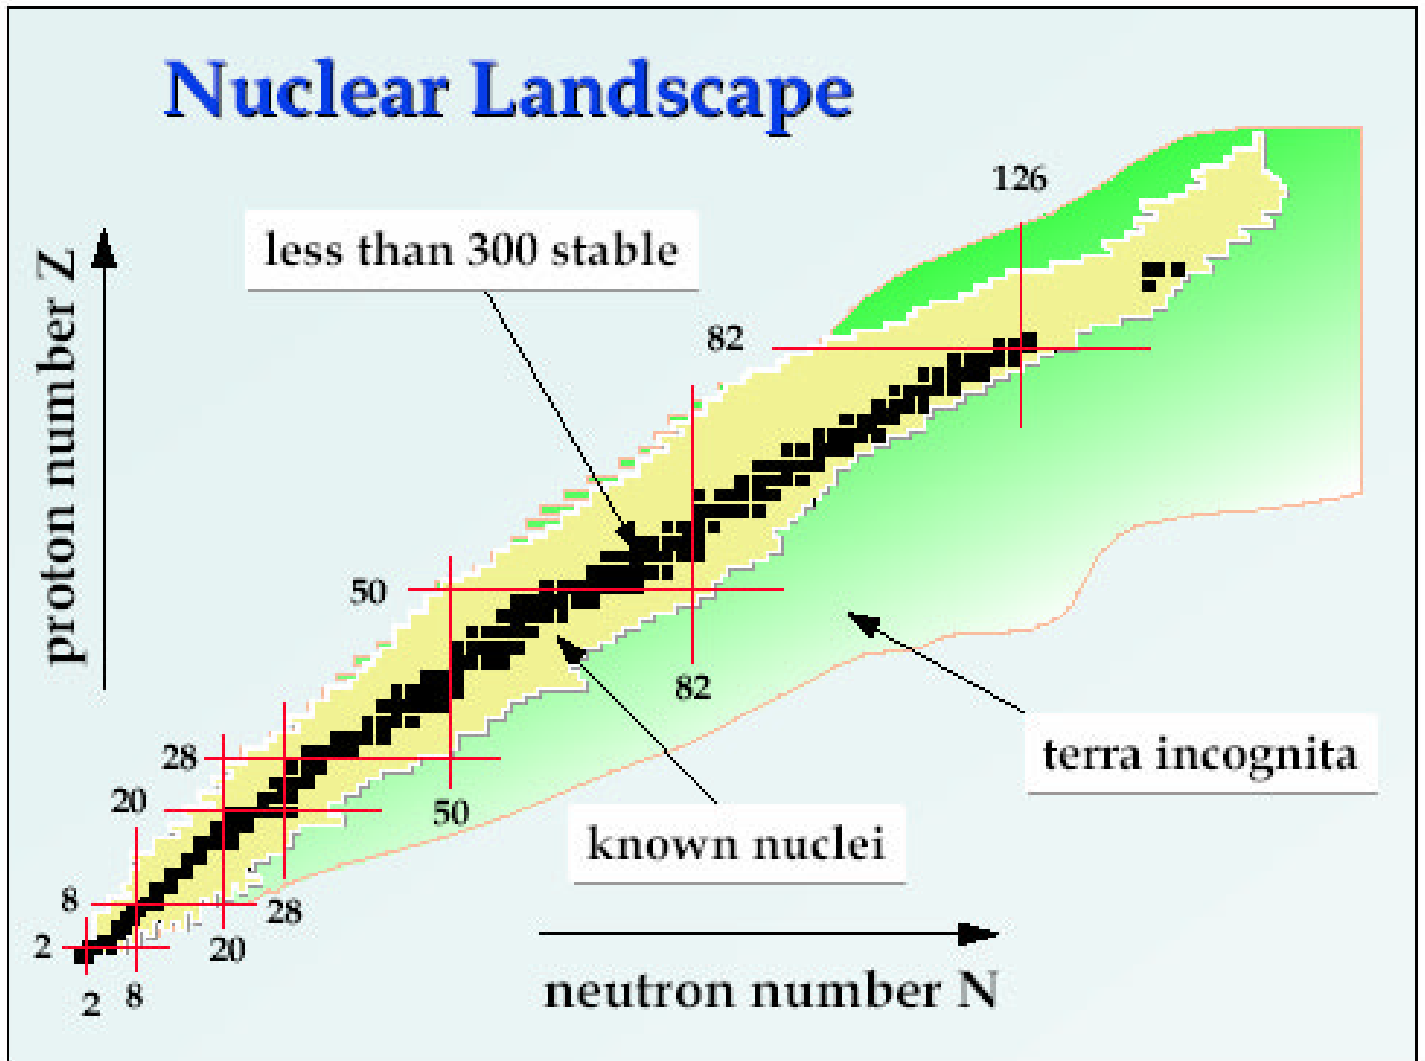 Nuclear Landscape
126
less than 300 stable
proton number Z
82
50
82
28
terra incognita
20
50
known nuclei
8
28
2
20
neutron number N
2
8